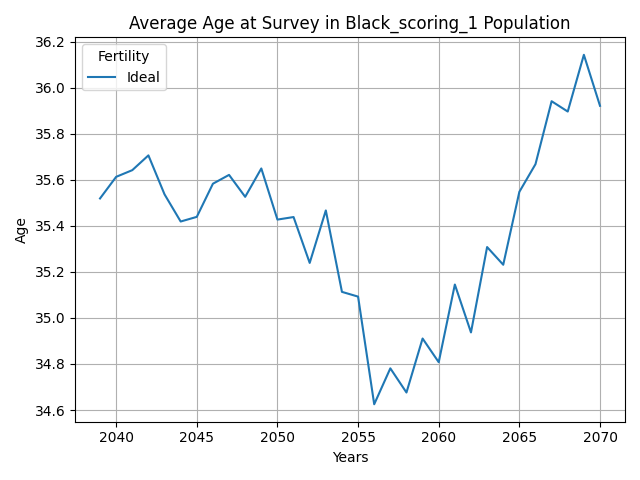 Average Age at Survey in Black_scoring_1 Population
36.2
36.0
35.8
35.6
35.4
35.2
35.0
34.8
34.6
Age
Fertility
Ideal
2040 2045 2050 2055 2060 2065 2070
Years